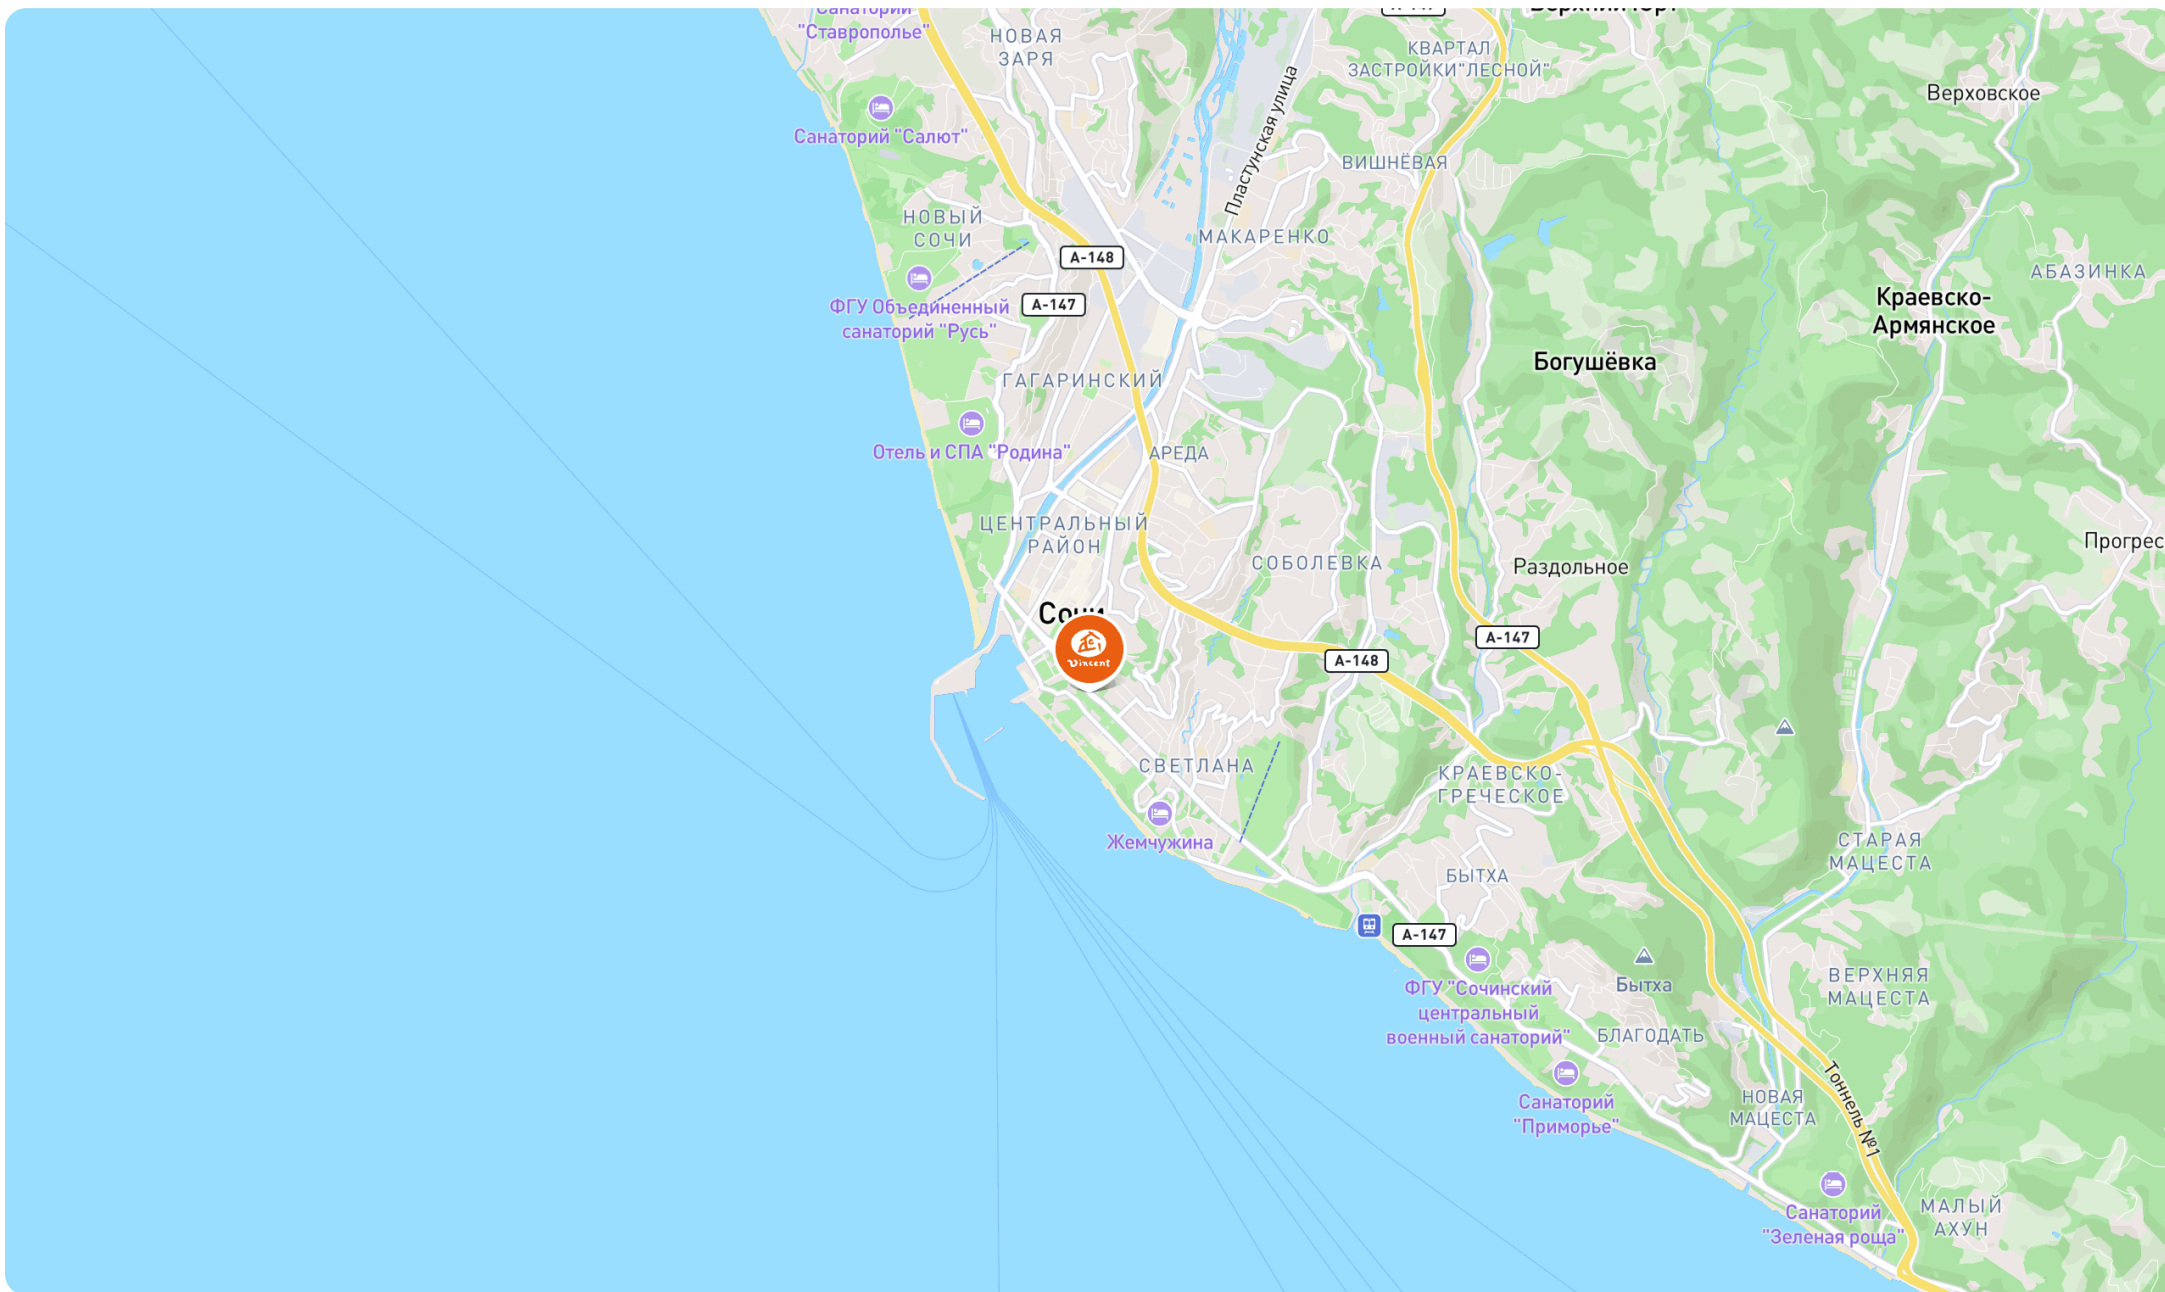 Санаторий
"Ставрополье"
НОВАЯ
ЗАРЯ
КВАРТАЛ
ЗАСТРОЙКИ"ЛЕСНОЙ"
Верховское
Санаторий "Салют"
Пластунская улица
ВИШНЁВАЯ
НОВЫЙ
СОЧИ
МАКАРЕНКО
А-148
АБАЗИНКА
ФГУ Объединенный
санаторий "Русь"
А-147
Краевско-
Армянское
Богушёвка
ГАГАРИНСКИЙ
Отель и СПА "Родина"
АРЕДА
ЦЕНТРАЛЬНЫЙ
РАЙОН
Прогрес
СОБОЛЕВКА
Раздольное
Сочи
Vincent
А-147
А-148
СВЕТЛАНА
КРАЕВСКО-
ГРЕЧЕСКОЕ
Жемчужина
СТАРАЯ
МАЦЕСТА
БЫТХА
А-147
ФГУ "Сочинский
центральный
военный санаторий"
Бытха
ВЕРХНЯЯ
МАЦЕСТА
БЛАГОДАТЬ
Санаторий
"Приморье"
НОВАЯ
МАЦЕСТА
Тоннель №1
Санаторий
"Зеленая роща"
МАЛЫЙ
АХУН